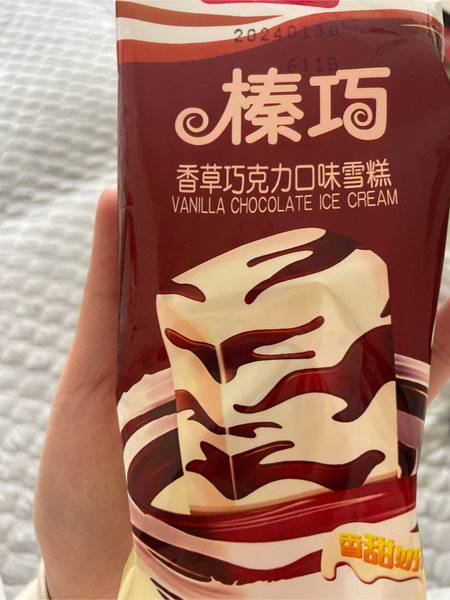 20240130
611B
榛巧
香草巧克力口味雪糕
VANILLA CHOCOLATE ICE CREAM
香甜奶